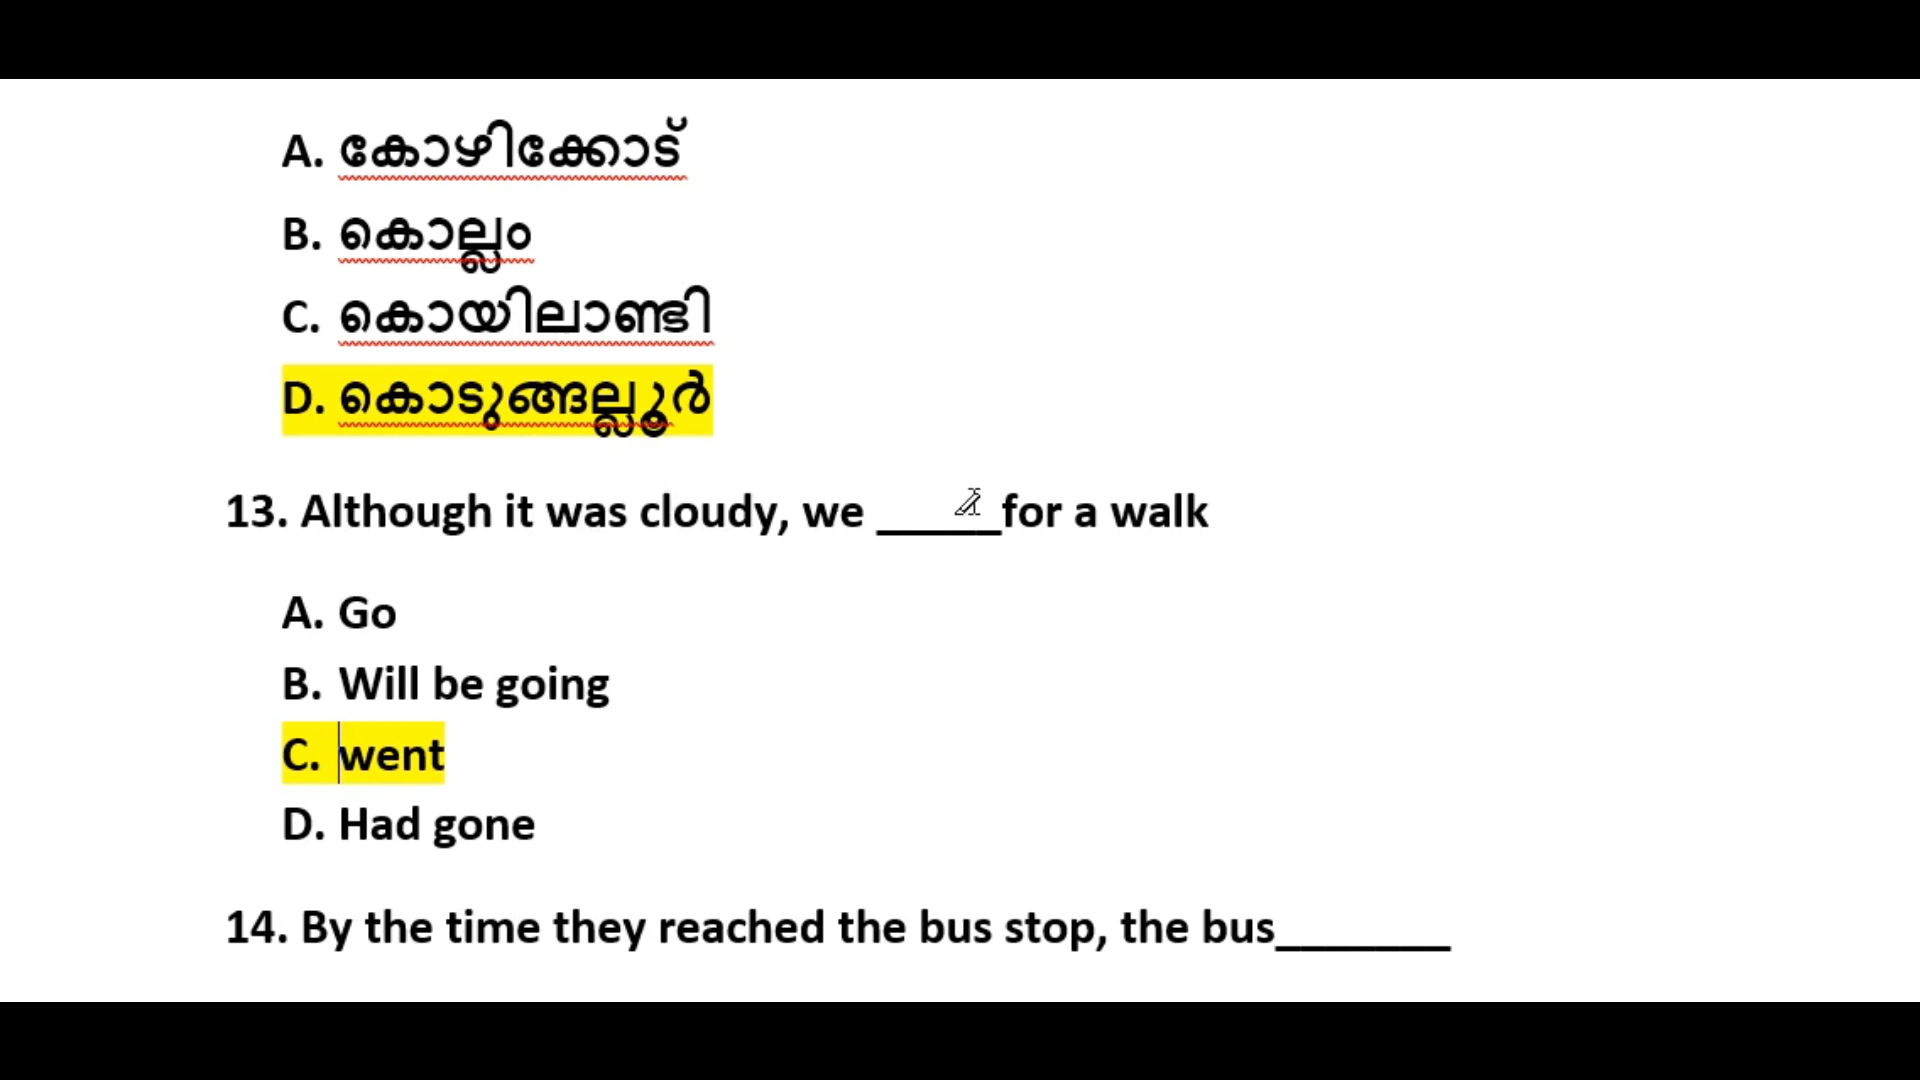 A. കോഴിക്കോട്
B. കൊല്ലം
C. കൊയിലാണ്ടി
D. കൊടുങ്ങല്ലൂർ
13. Although it was cloudy, we _____for a walk
A. Go
B. Will be going
C. went
D. Had gone
14. By the time they reached the bus stop, the bus_______